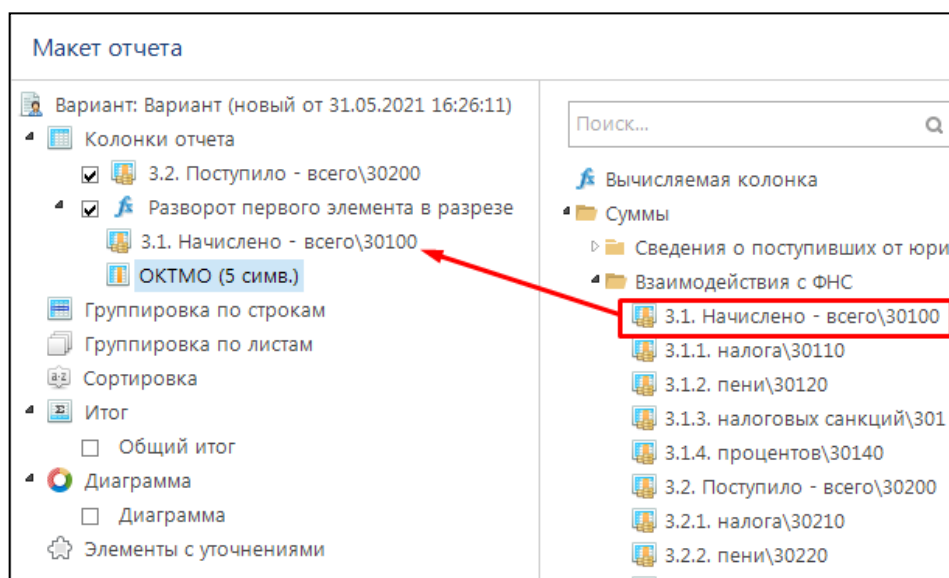 Макет отчета
Вариант: Вариант (новый от 31.05.2021 16:26:11)
Колонки отчета
3.2. Поступило - всего\30200
Разворот первого элемента в разрезе
3.1. Начислено - всего\30100
ОКТМО (5 симв.)
Группировка по строкам
Группировка по листам
a-z Сортировка
Σ Итог
Общий итог
Диаграмма
Диаграмма
Элементы с уточнениями
Поиск...
fx Вычисляемая колонка
Суммы
Сведения о поступивших от юри
Взаимодействия с ФНС
3.1. Начислено - всего\30100
3.1.1. налога\30110
3.1.2. пени\30120
3.1.3. налоговых санкций\301
3.1.4. процентов\30140
3.2. Поступило - всего\30200
3.2.1. налога\30210
3.2.2. пени\30220